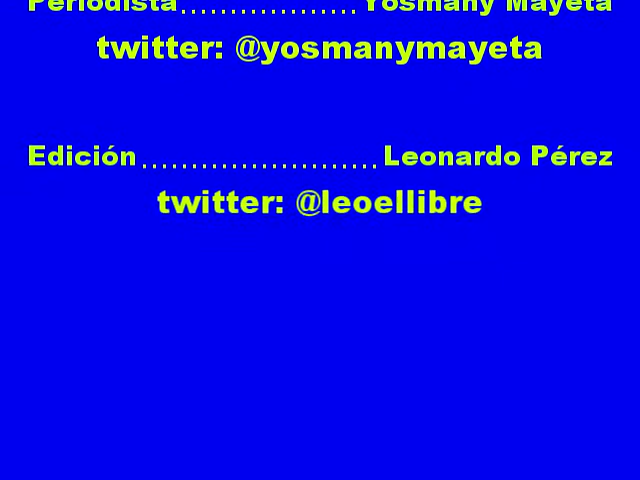 Periodista..................Yosmany Mayeta
twitter: @yosmanymayeta
Edición........................Leonardo Pérez
twitter: @leoellibre